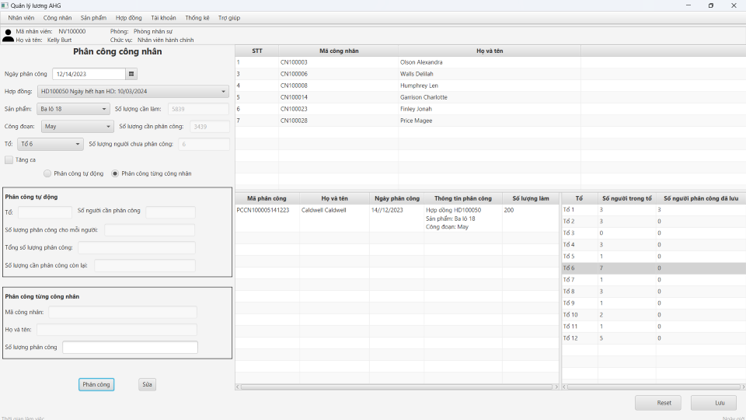 Quản lý lương AHG
Nhân viên Công nhân Sản phẩm Hợp đồng Tài khoản Thống kê Trợ giúp
Mã nhân viên: NV100000 Phòng: Phòng nhân sự
Họ và tên: Kelly Burt Chức vụ: Nhân viên hành chính
Phân công công nhân
Ngày phân công 12/14/2023
Hợp đồng: HD100050 Ngày hết hạn HD: 10/03/2024
Sản phẩm: Ba lô 18 Số lượng cần làm: 5839
Công đoạn: May Số lượng cần phân công: 3439
Tổ: Tổ 6 Số lượng người chưa phân công: 6
Tăng ca
Phân công tự động Phân công từng công nhân
Phân công tự động
Tổ: Số người cần phân công
Số lượng phân công cho mỗi người:
Tổng số lượng phân công:
Số lượng cần phân công còn lại:
Phân công từng công nhân
Mã công nhân:
Họ và tên:
Số lượng phân công
Phân công Sửa
STT Mã công nhân Họ và tên
1 CN100003 Olson Alexandra
3 CN100006 Walls Delilah
4 CN100008 Humphrey Len
5 CN100014 Garrison Charlotte
6 CN100023 Finley Jonah
7 CN100028 Price Magee
Mã phân công Họ và tên Ngày phân công Thông tin phân công Số lượng làm
PCCN100005141223 Caldwell Caldwell 14//12/2023 Hợp đồng HD100050 200
Sản phẩm: Ba lô 18
Công đoạn: May
Tổ Số người trong tổ Số người phân công đã lưu
Tổ 1 3 3
Tổ 2 3 0
Tổ 3 0 0
Tổ 4 3 0
Tổ 5 1 0
Tổ 6 7 0
Tổ 7 1 0
Tổ 8 3 0
Tổ 9 1 0
Tổ 10 2 0
Tổ 11 1 0
Tổ 12 5 0
Reset Lưu